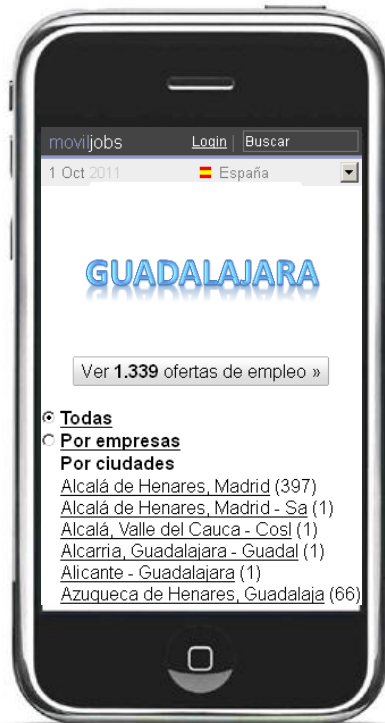 moviljobs Login | Buscar
1 Oct 2011 España
GUADALAJARA
Ver 1.339 ofertas de empleo »
Todas
Por empresas
Por ciudades
Alcalá de Henares, Madrid (397)
Alcalá de Henares, Madrid - Sa (1)
Alcalá, Valle del Cauca - Cosl (1)
Alcarria, Guadalajara - Guadal (1)
Alicante - Guadalajara (1)
Azuqueca de Henares, Guadalaja (66)